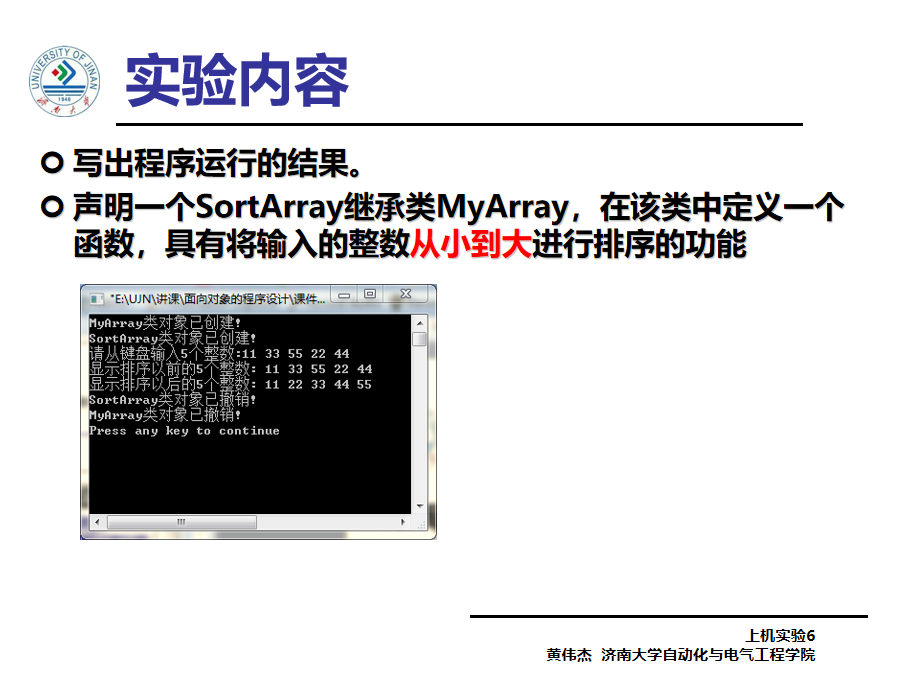 UNIVERSITY OF JINAN
1948
济南大学
实验内容
写出程序运行的结果。
声明一个SortArray继承类MyArray，在该类中定义一个
函数，具有将输入的整数从小到大进行排序的功能
"E:\UJN\讲课\面向对象的程序设计\课件...
MyArray类对象已创建!
SortArray类对象已创建!
请从键盘输入5个整数:11 33 55 22 44
显示排序以前的5个整数: 11 33 55 22 44
显示排序以后的5个整数: 11 22 33 44 55
SortArray类对象已撤销!
MyArray类对象已撤销!
Press any key to continue
上机实验6
黄伟杰 济南大学自动化与电气工程学院